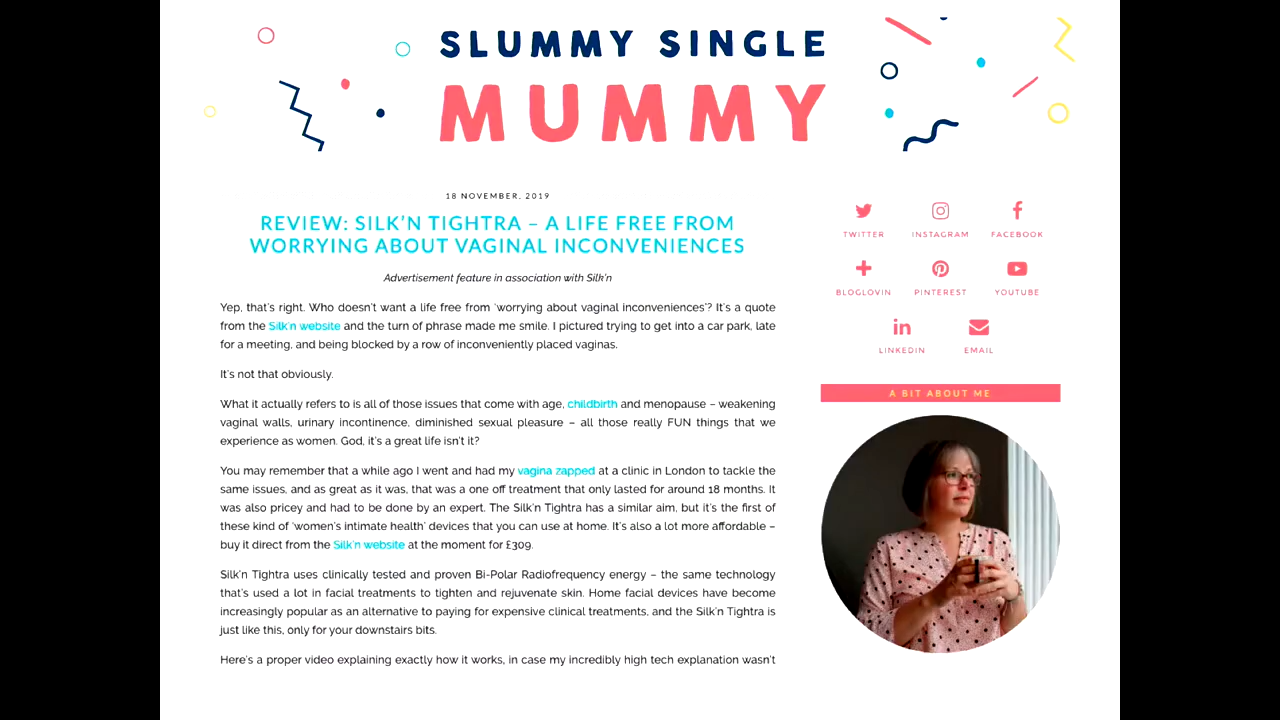 SLUMMY SINGLE
MUMMY
18 NOVEMBER, 2019
REVIEW: SILK'N TIGHTRA – A LIFE FREE FROM
WORRYING ABOUT VAGINAL INCONVENIENCES
Advertisement feature in association with Silk'n
Yep, that's right. Who doesn't want a life free from 'worrying about vaginal inconveniences'? It's a quote
from the Silk'n website and the turn of phrase made me smile. I pictured trying to get into a car park, late
for a meeting, and being blocked by a row of inconveniently placed vaginas.
It's not that obviously.
What it actually refers to is all of those issues that come with age, childbirth and menopause – weakening
vaginal walls, urinary incontinence, diminished sexual pleasure – all those really FUN things that we
experience as women. God, it's a great life isn't it?
You may remember that a while ago I went and had my vagina zapped at a clinic in London to tackle the
same issues, and as great as it was, that was a one off treatment that only lasted for around 18 months. It
was also pricey and had to be done by an expert. The Silk'n Tightra has a similar aim, but it's the first of
these kind of 'women's intimate health' devices that you can use at home. It's also a lot more affordable –
buy it direct from the Silk'n website at the moment for £309.
Silk'n Tightra uses clinically tested and proven Bi-Polar Radiofrequency energy – the same technology
that's used a lot in facial treatments to tighten and rejuvenate skin. Home facial devices have become
increasingly popular as an alternative to paying for expensive clinical treatments, and the Silk'n Tightra is
just like this, only for your downstairs bits.
Here's a proper video explaining exactly how it works, in case my incredibly high tech explanation wasn't
TWITTER INSTAGRAM FACEBOOK
BLOGLOVIN PINTEREST YOUTUBE
LINKEDIN EMAIL
A BIT ABOUT ME